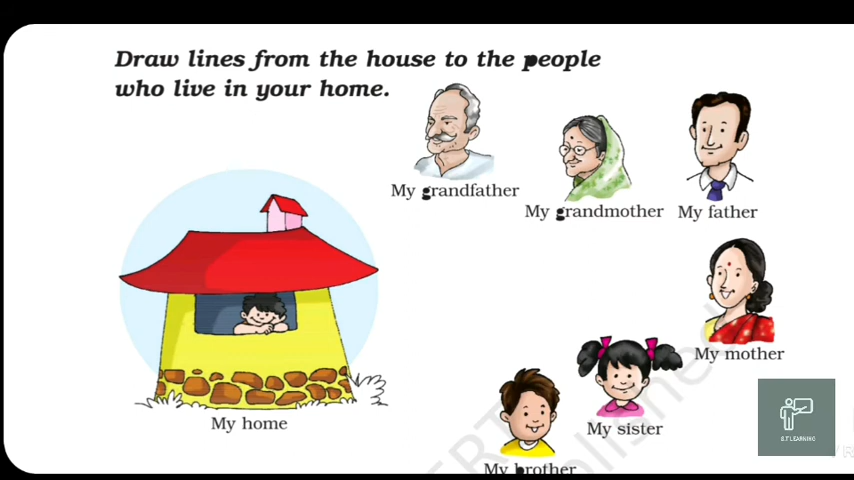 Draw lines from the house to the people
who live in your home.
My grandfather
My grandmother
My father
My mother
My sister
My brother
My home